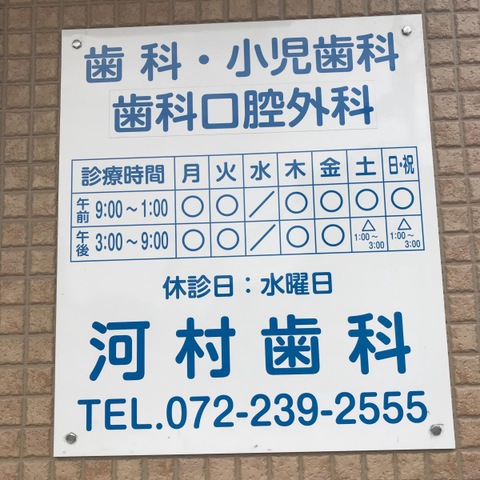 歯科・小児歯科
歯科口腔外科
診療時間 月 火 水 木 金 土 日・祝
午前 9:00～1:00 ○ ○ ／ ○ ○ ○ ○
午後 3:00～9:00 ○ ○ ／ ○ ○ △ 1:00～3:00 △ 1:00～3:00
休診日：水曜日
河村歯科
TEL.072-239-2555